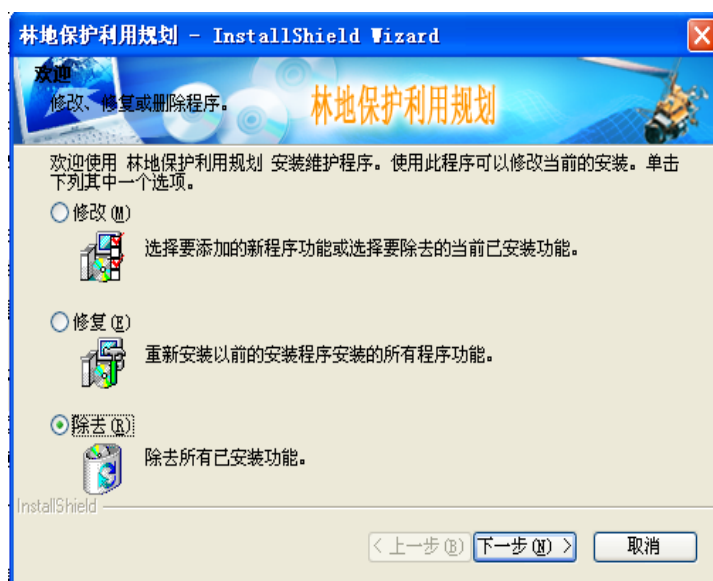 林地保护利用规划 - InstallShield Wizard
欢迎
修改、修复或删除程序。
林地保护利用规划
欢迎使用 林地保护利用规划 安装维护程序。使用此程序可以修改当前的安装。单击
下列其中一个选项。
修改(M)
选择要添加的新程序功能或选择要除去的当前已安装功能。
修复(E)
重新安装以前的安装程序安装的所有程序功能。
除去(R)
除去所有已安装功能。
InstallShield
< 上一步(B) 下一步(N) > 取消